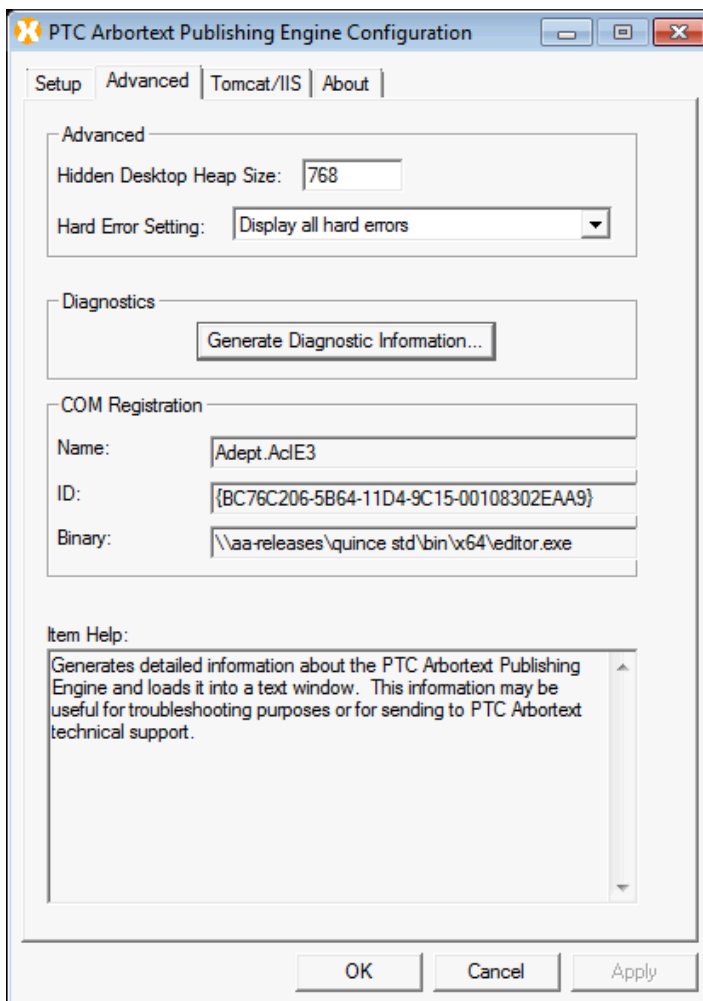 PTC Arbortext Publishing Engine Configuration
Setup Advanced Tomcat/IIS About
Advanced
Hidden Desktop Heap Size: 768
Hard Error Setting: Display all hard errors
Diagnostics
Generate Diagnostic Information...
COM Registration
Name: Adept.AclE3
ID: {BC76C206-5B64-11D4-9C15-00108302EAA9}
Binary: \\aa-releases\quince std\bin\x64\editor.exe
Item Help:
Generates detailed information about the PTC Arbortext Publishing
Engine and loads it into a text window.  This information may be
useful for troubleshooting purposes or for sending to PTC Arbortext
technical support.
OK Cancel Apply